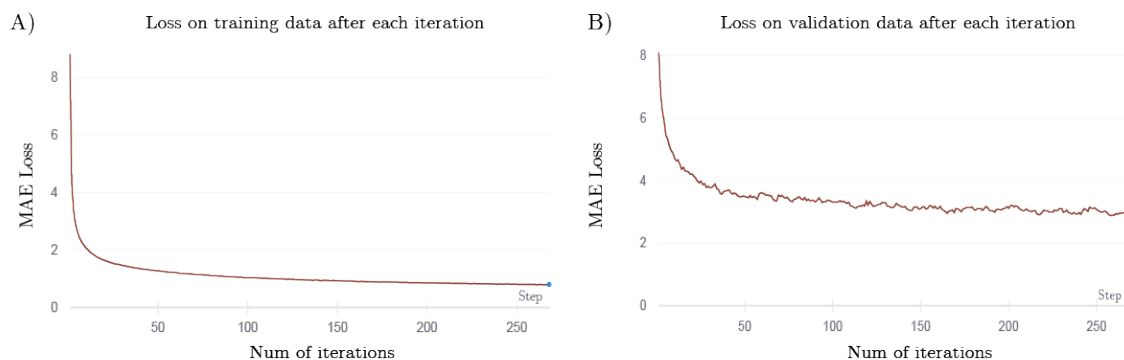 A)
Loss on training data after each iteration
MAE Loss
8
6
4
2
0
50
100
150
200
250
Step
Num of iterations
B)
Loss on validation data after each iteration
MAE Loss
8
6
4
2
0
50
100
150
200
250
Step
Num of iterations